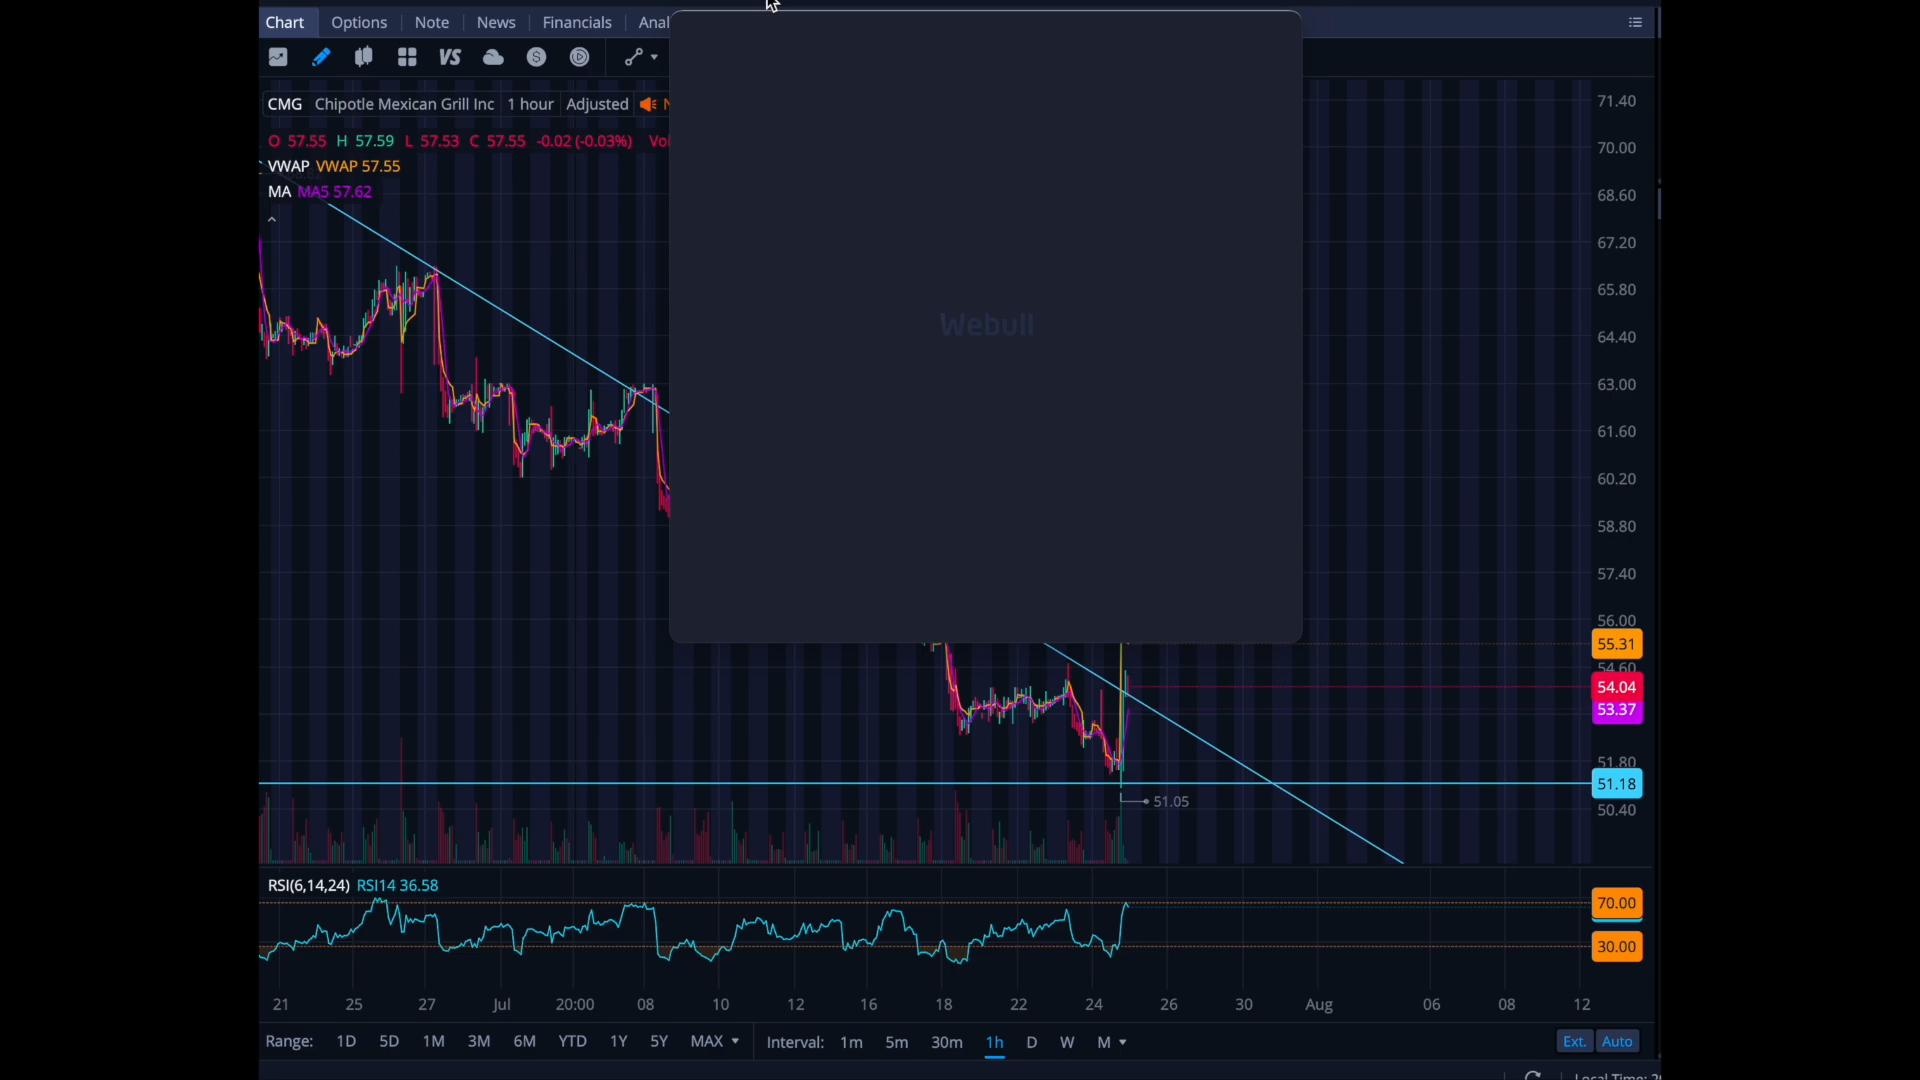 Chart Options Note News Financials Anal
VS
CMG Chipotle Mexican Grill Inc 1 hour Adjusted N
O 57.55 H 57.59 L 57.53 C 57.55 -0.02 (-0.03%) Vol
VWAP VWAP 57.55
MA MA5 57.62
Webull
71.40
70.00
68.60
67.20
65.80
64.40
63.00
61.60
60.20
58.80
57.40
56.00
55.31
54.60
54.04
53.37
51.80
51.18
50.40
51.05
RSI(6,14,24) RSI14 36.58
70.00
30.00
21 25 27 Jul 20:00 08 10 12 16 18 22 24 26 30 Aug 06 08 12
Range: 1D 5D 1M 3M 6M YTD 1Y 5Y MAX Interval: 1m 5m 30m 1h D W M Ext. Auto
Local Time: